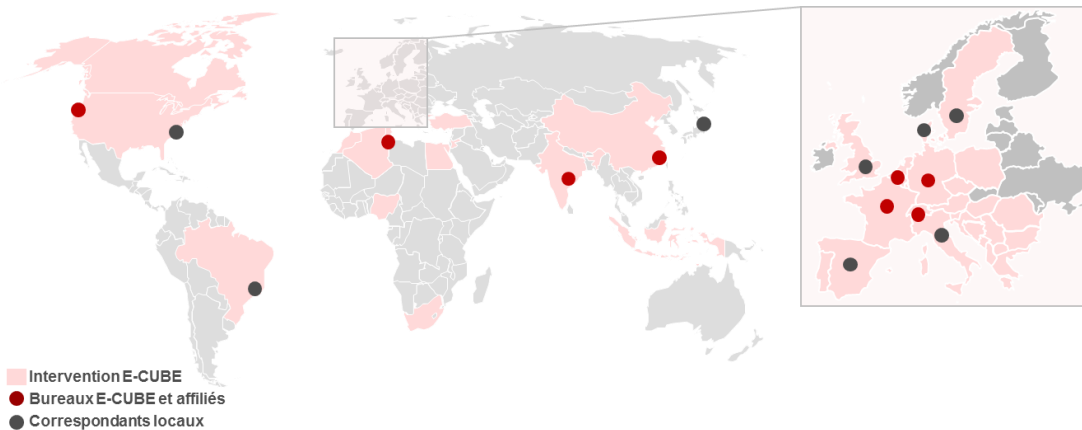 Intervention E-CUBE
Bureaux E-CUBE et affiliés
Correspondants locaux